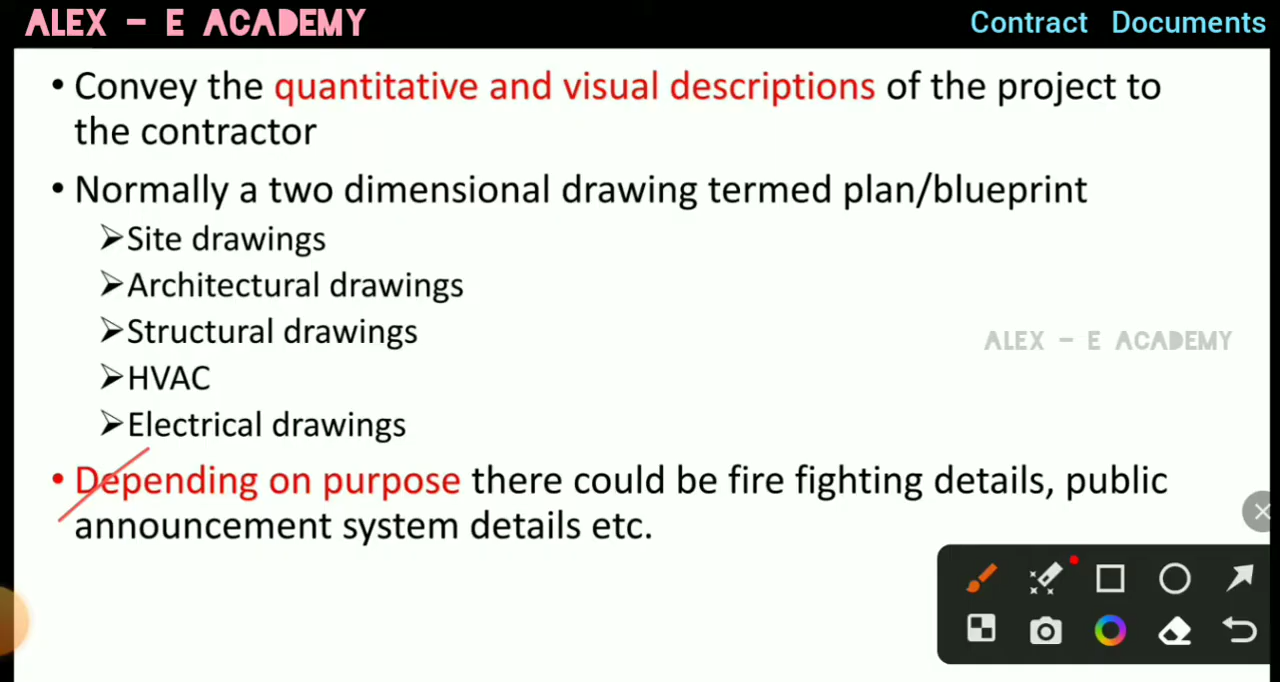 ALEX - E ACADEMY
Contract Documents
• Convey the quantitative and visual descriptions of the project to
the contractor
• Normally a two dimensional drawing termed plan/blueprint
➢Site drawings
➢Architectural drawings
➢Structural drawings
➢HVAC
➢Electrical drawings
ALEX - E ACADEMY
• Depending on purpose there could be fire fighting details, public
announcement system details etc.